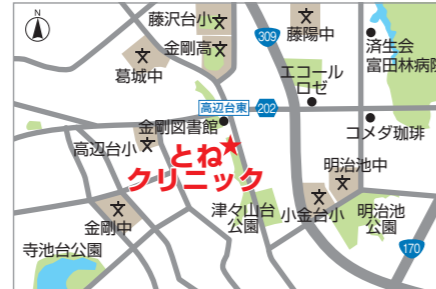 N
藤沢台小
金剛高
309
藤陽中
済生会
富田林病院
葛城中
エコール
ロゼ
高辺台東
202
金剛図書館
コメダ珈琲
高辺台小
とね
クリニック
明治池中
金剛中
津々山台
公園
小金台小
明治池
公園
寺池台公園
170